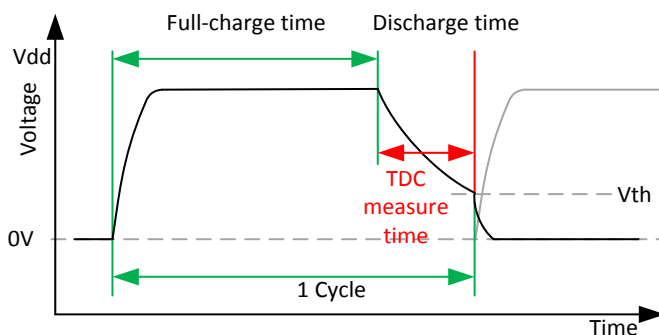 Full-charge time
Discharge time
Vdd
Voltage
TDC
measure
time
Vth
0V
1 Cycle
Time